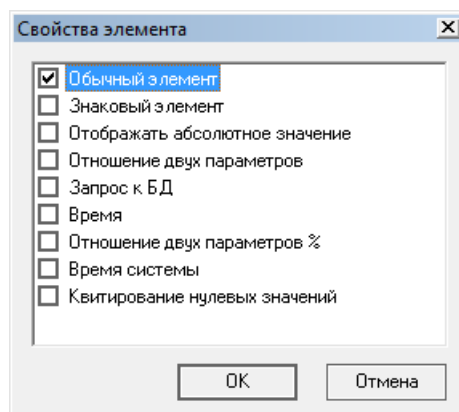 Свойства элемента
Обычный элемент
Знаковый элемент
Отображать абсолютное значение
Отношение двух параметров
Запрос к БД
Время
Отношение двух параметров %
Время системы
Квитирование нулевых значений
OK Отмена